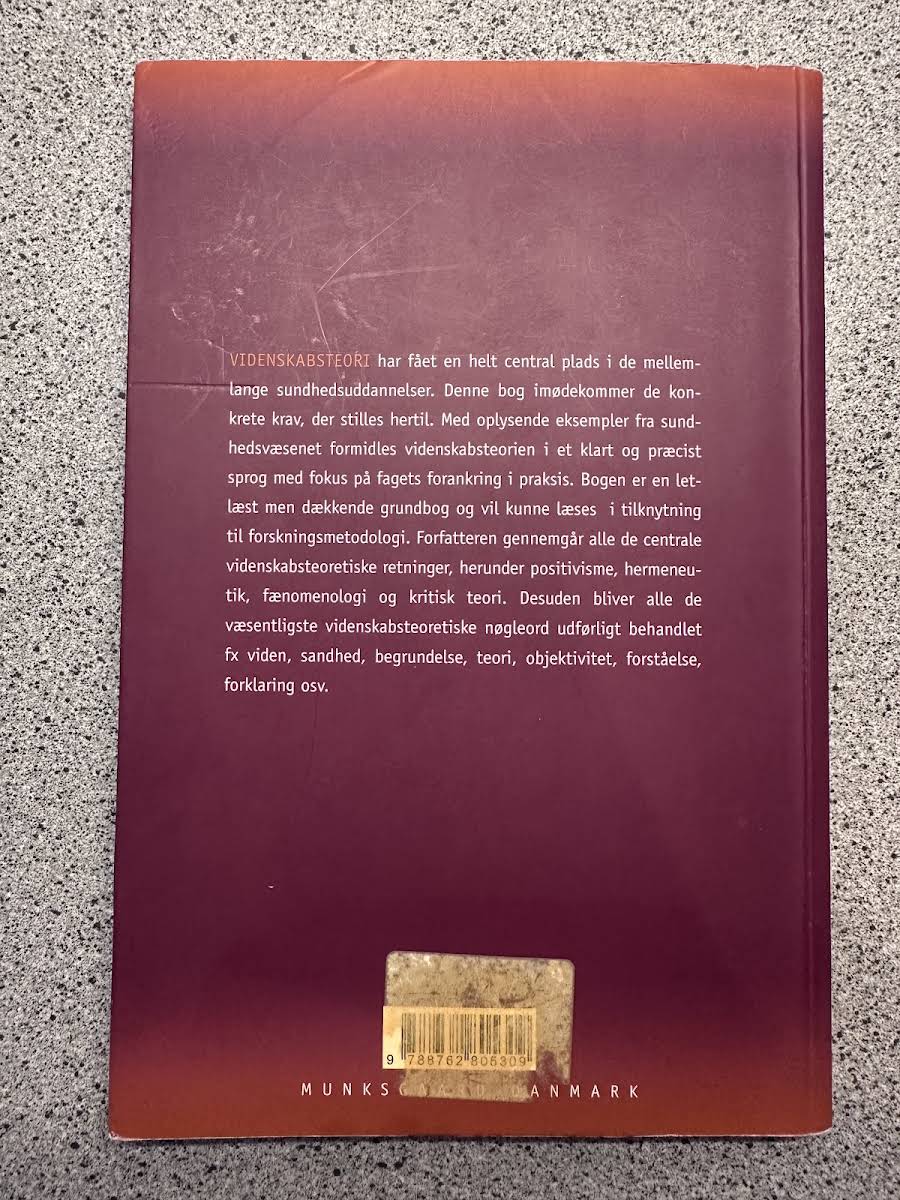 VIDENSKABSTEORI har fået en helt central plads i de mellem-
lange sundhedsuddannelser. Denne bog imødekommer de kon-
krete krav, der stilles hertil. Med oplysende eksempler fra sund-
hedsvæsenet formidles videnskabsteorien i et klart og præcist
sprog med fokus på fagets forankring i praksis. Bogen er en let-
læst men dækkende grundbog og vil kunne læses i tilknytning
til forskningsmetodologi. Forfatteren gennemgår alle de centrale
videnskabsteoretiske retninger, herunder positivisme, hermeneu-
tik, fænomenologi og kritisk teori. Desuden bliver alle de
væsentligste videnskabsteoretiske nøgleord udførligt behandlet
fx viden, sandhed, begrundelse, teori, objektivitet, forståelse,
forklaring osv.
9 788762 805309
MUNKSGAARD DANMARK